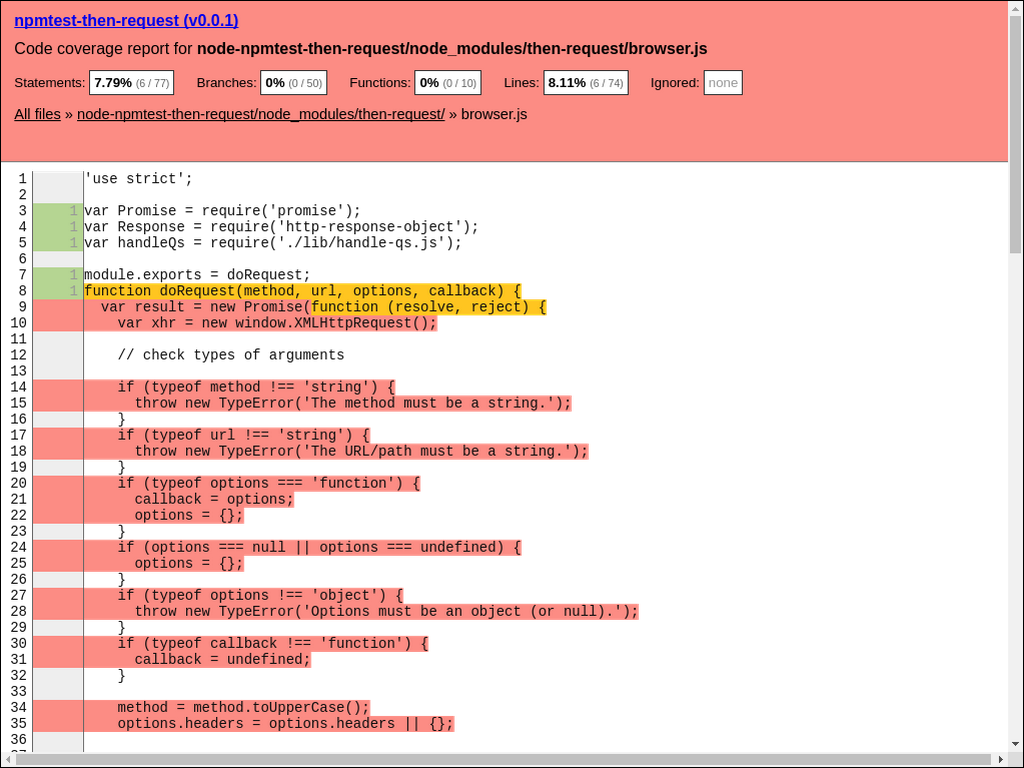 npmtest-then-request (v0.0.1)
Code coverage report for node-npmtest-then-request/node_modules/then-request/browser.js
Statements: 7.79% (6 / 77) Branches: 0% (0 / 50) Functions: 0% (0 / 10) Lines: 8.11% (6 / 74) Ignored: none
All files » node-npmtest-then-request/node_modules/then-request/ » browser.js
1 'use strict';
2
3 1 var Promise = require('promise');
4 1 var Response = require('http-response-object');
5 1 var handleQs = require('./lib/handle-qs.js');
6
7 1 module.exports = doRequest;
8 1 function doRequest(method, url, options, callback) {
9 var result = new Promise(function (resolve, reject) {
10 var xhr = new window.XMLHttpRequest();
11
12 // check types of arguments
13
14 if (typeof method !== 'string') {
15 throw new TypeError('The method must be a string.');
16 }
17 if (typeof url !== 'string') {
18 throw new TypeError('The URL/path must be a string.');
19 }
20 if (typeof options === 'function') {
21 callback = options;
22 options = {};
23 }
24 if (options === null || options === undefined) {
25 options = {};
26 }
27 if (typeof options !== 'object') {
28 throw new TypeError('Options must be an object (or null).');
29 }
30 if (typeof callback !== 'function') {
31 callback = undefined;
32 }
33
34 method = method.toUpperCase();
35 options.headers = options.headers || {};
36